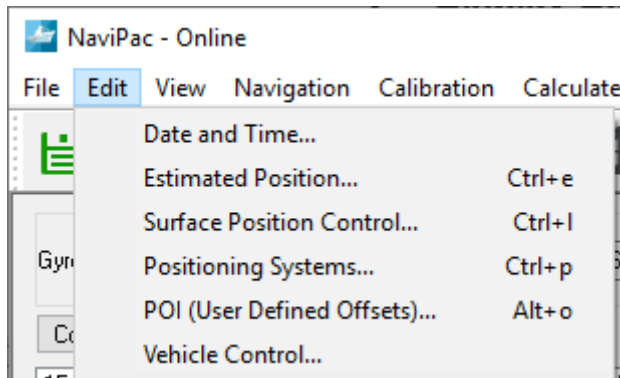 NaviPac - Online
File Edit View Navigation Calibration Calculate
Date and Time...
Estimated Position... Ctrl+e
Surface Position Control... Ctrl+l
Gyr
Positioning Systems... Ctrl+p
POI (User Defined Offsets)... Alt+o
Vehicle Control...